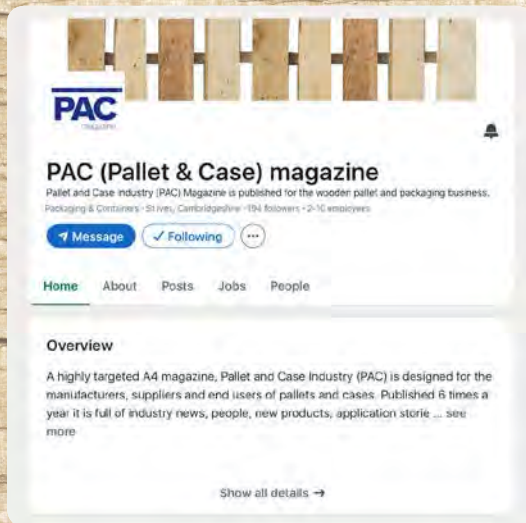 PAC
magazine
PAC (Pallet & Case) magazine
Pallet and Case Industry (PAC) Magazine is published for the wooden pallet and packaging business.
Packaging & Containers · St Ives, Cambridgeshire · 194 followers · 2-10 employees
Message
Following
Home About Posts Jobs People
Overview
A highly targeted A4 magazine, Pallet and Case Industry (PAC) is designed for the
manufacturers, suppliers and end users of pallets and cases. Published 6 times a
year it is full of industry news, people, new products, application storie ... see
more
Show all details →